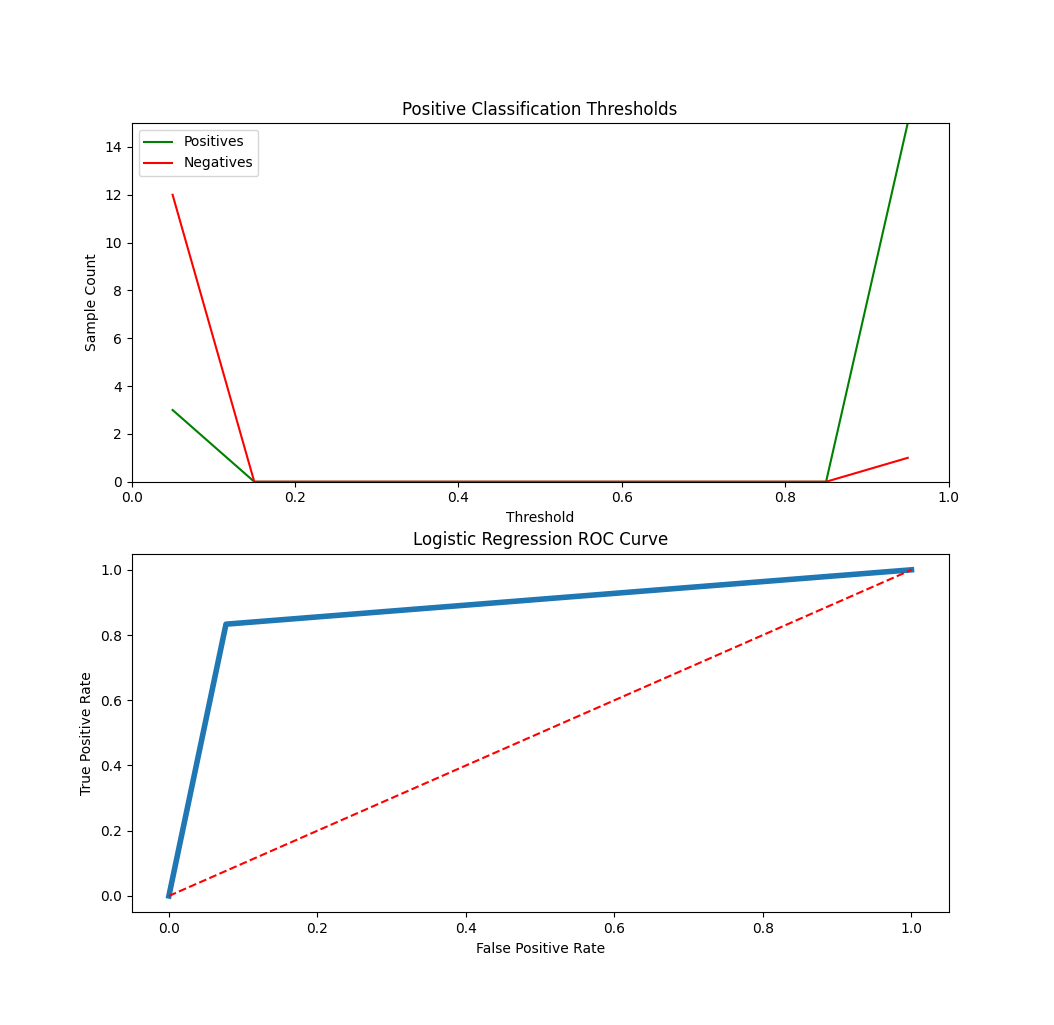 Positive Classification Thresholds
Positives
Negatives
14
12
10
8
6
4
2
0
Sample Count
0.0 0.2 0.4 0.6 0.8 1.0
Threshold
Logistic Regression ROC Curve
1.0
0.8
0.6
0.4
0.2
0.0
True Positive Rate
0.0 0.2 0.4 0.6 0.8 1.0
False Positive Rate